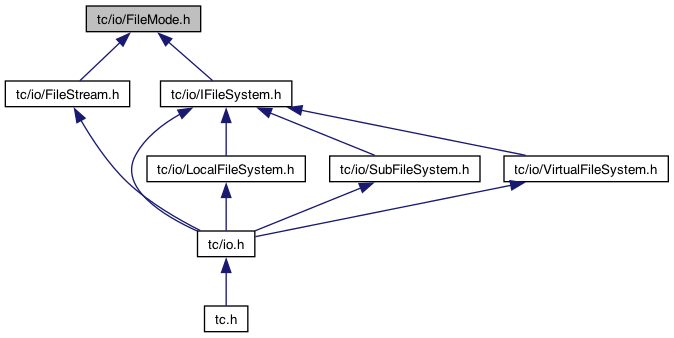 tc/io/FileMode.h
tc/io/FileStream.h
tc/io/IFileSystem.h
tc/io/LocalFileSystem.h
tc/io/SubFileSystem.h
tc/io/VirtualFileSystem.h
tc/io.h
tc.h